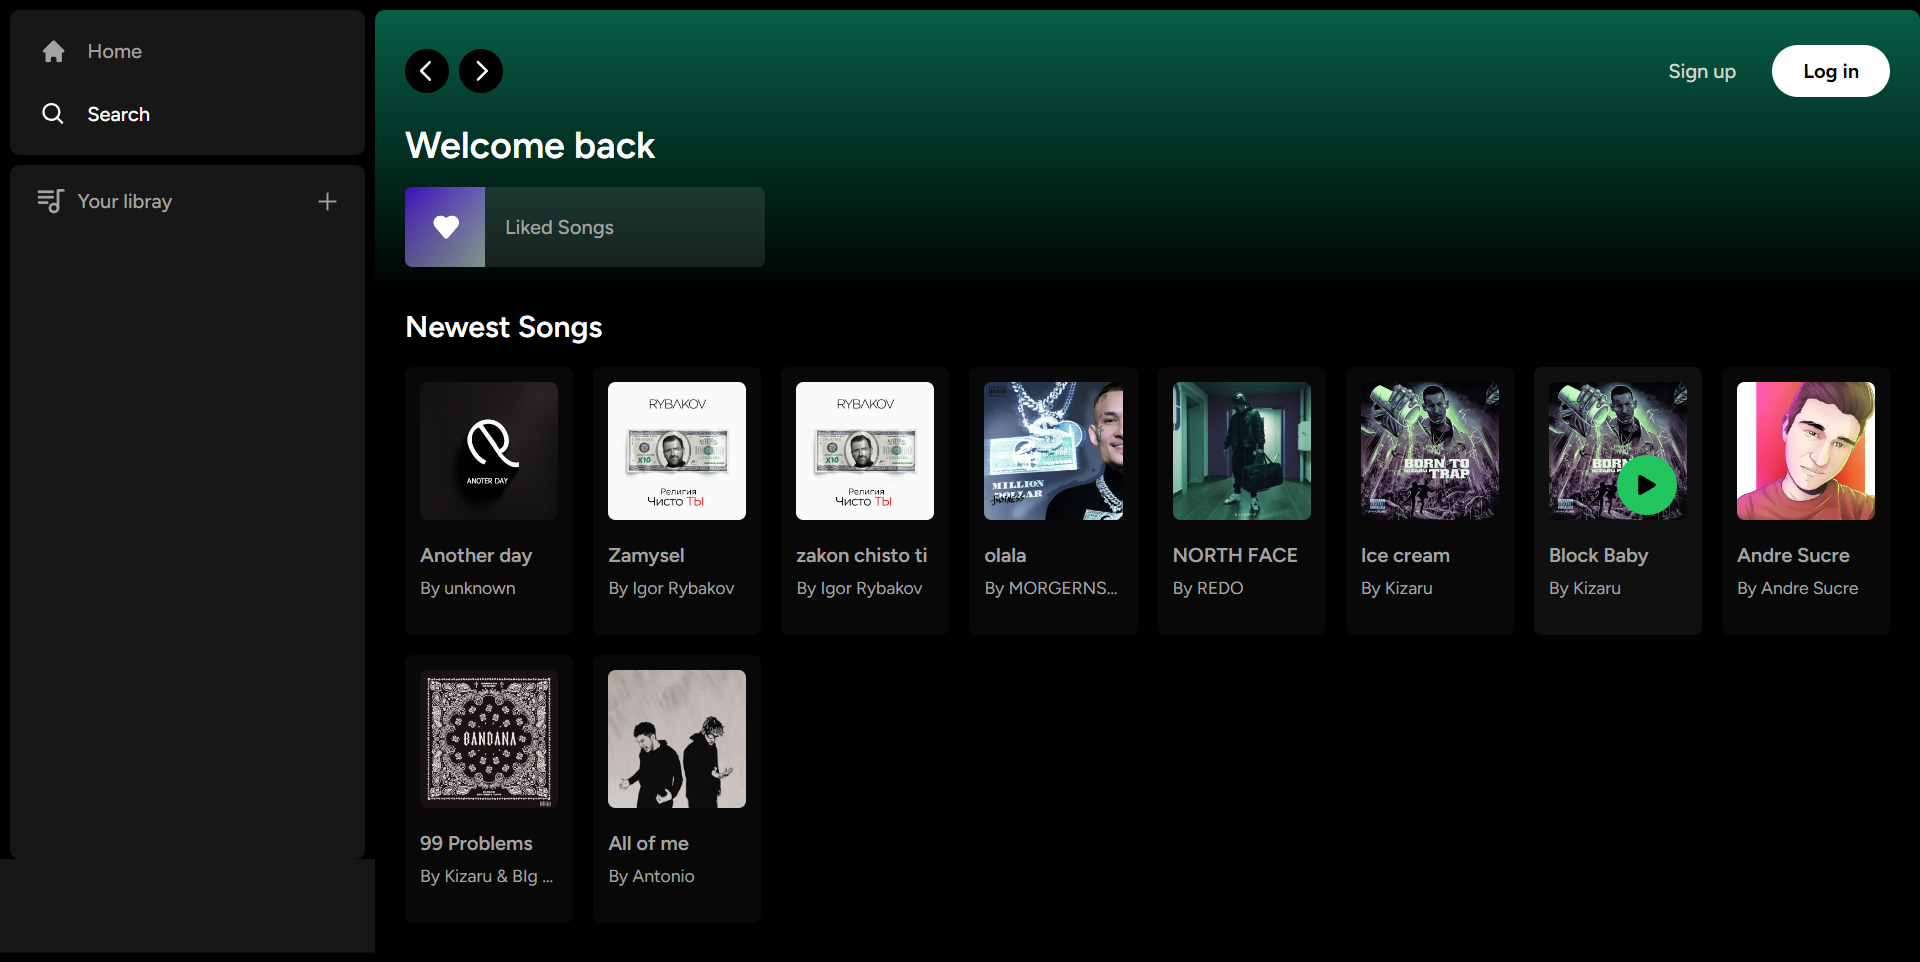 Home
Search
Your libray
Sign up
Log in
Welcome back
Liked Songs
Newest Songs
ANOTER DAY
RYBAKOV
X10
Религия
Чисто ТЫ
RYBAKOV
X10
Религия
Чисто ТЫ
MILLION
DOLLAR
BORN TO
TRAP
BORN
Another day
By unknown
Zamysel
By Igor Rybakov
zakon chisto ti
By Igor Rybakov
olala
By MORGERNS...
NORTH FACE
By REDO
Ice cream
By Kizaru
Block Baby
By Kizaru
Andre Sucre
By Andre Sucre
BANDANA
99 Problems
By Kizaru & BIg ...
All of me
By Antonio